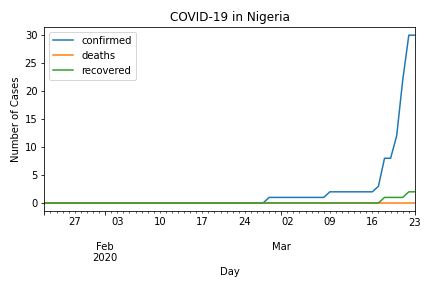 COVID-19 in Nigeria
confirmed
deaths
recovered
Number of Cases
30
25
20
15
10
5
0
27 03 10 17 24 02 09 16 23
Feb Mar
2020
Day